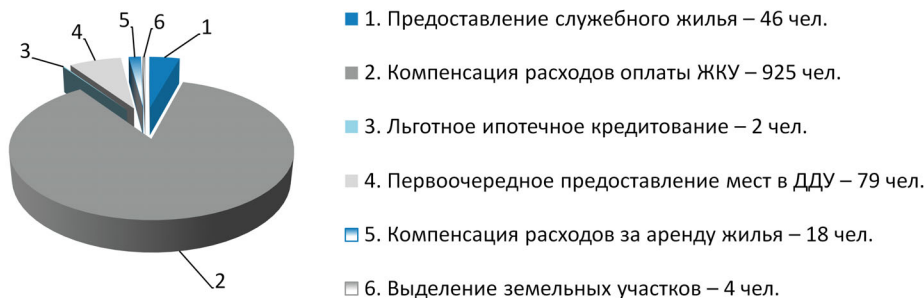 3
4
5
6
1
2
1. Предоставление служебного жилья – 46 чел.
2. Компенсация расходов оплаты ЖКУ – 925 чел.
3. Льготное ипотечное кредитование – 2 чел.
4. Первоочередное предоставление мест в ДДУ – 79 чел.
5. Компенсация расходов за аренду жилья – 18 чел.
6. Выделение земельных участков – 4 чел.